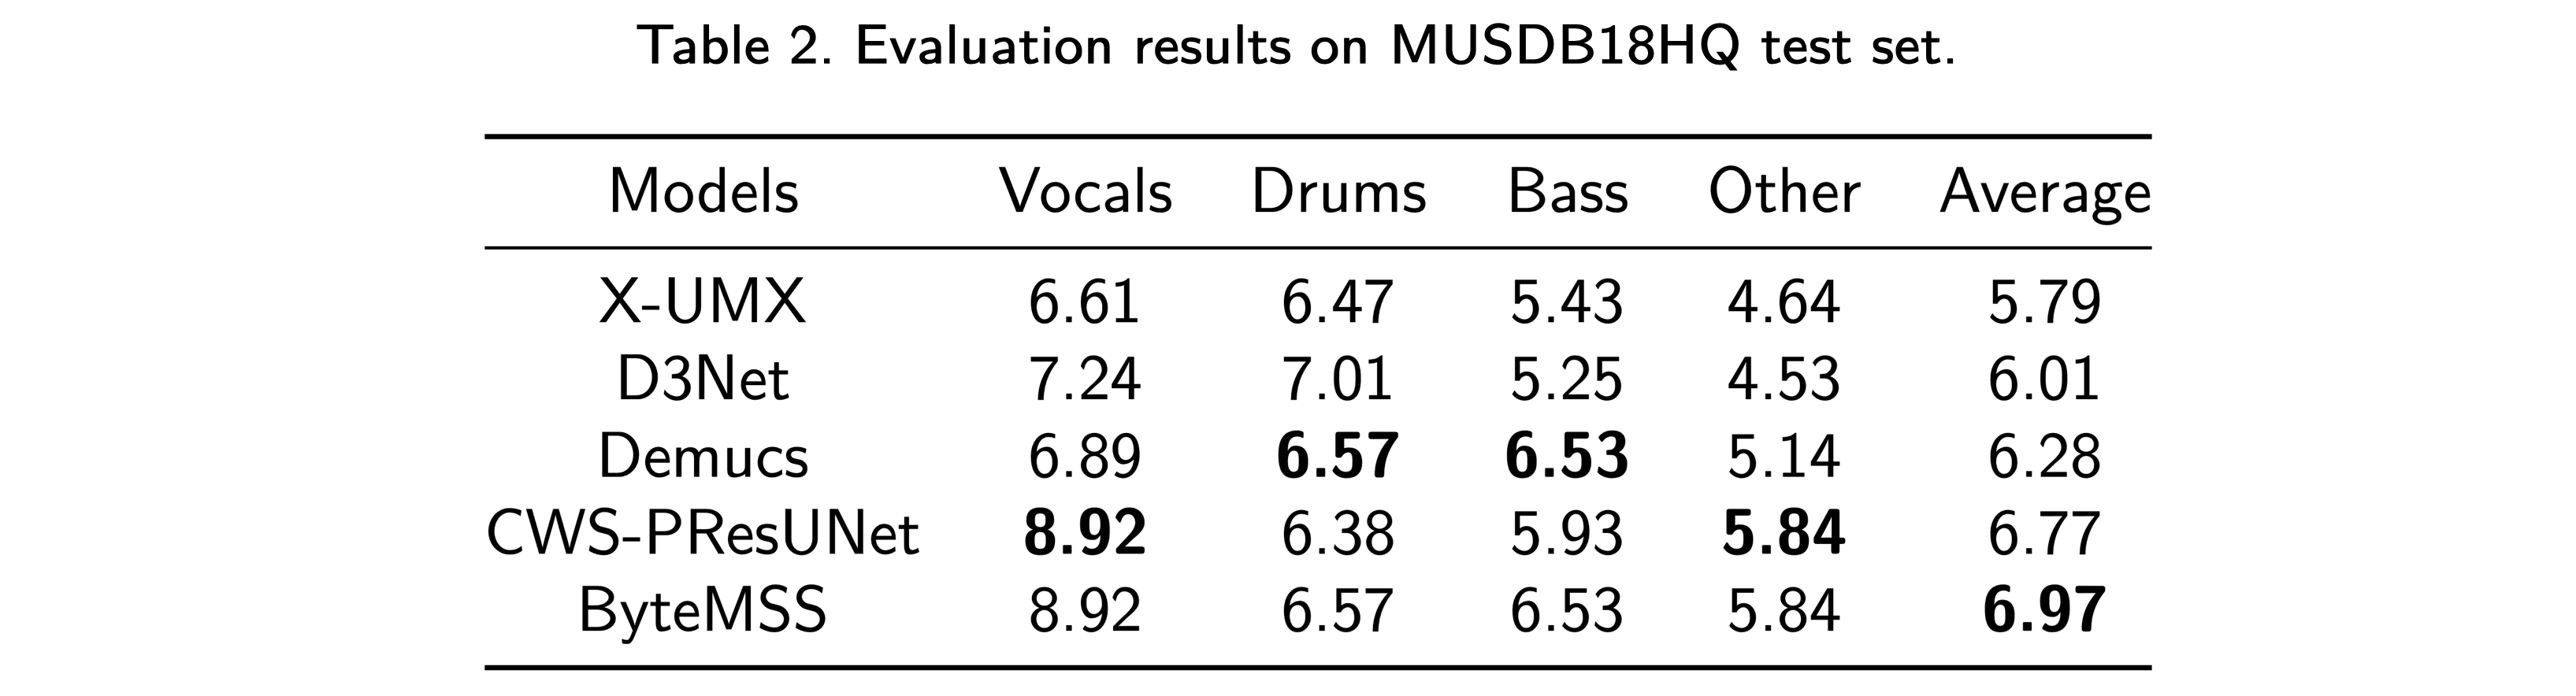 Table 2. Evaluation results on MUSDB18HQ test set.
Models Vocals Drums Bass Other Average
X-UMX 6.61 6.47 5.43 4.64 5.79
D3Net 7.24 7.01 5.25 4.53 6.01
Demucs 6.89 6.57 6.53 5.14 6.28
CWS-PResUNet 8.92 6.38 5.93 5.84 6.77
ByteMSS 8.92 6.57 6.53 5.84 6.97